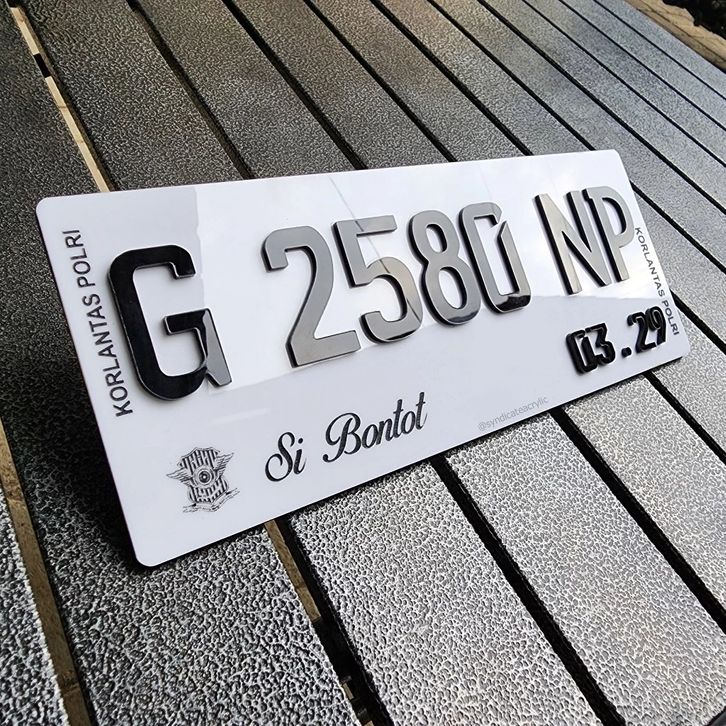 KORLANTAS POLRI
G 2580 NP
KORLANTAS POLRI
03.29
Si Bontot
@syndicateacrylic